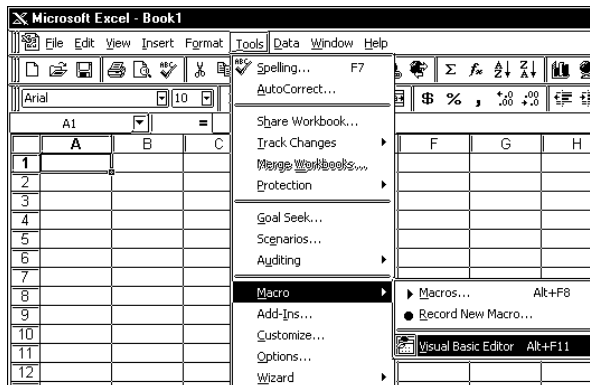 Microsoft Excel - Book1
File Edit View Insert Format Tools Data Window Help
ABC Spelling... F7
AutoCorrect...
Arial 10 $ % ,
A1 =
Share Workbook...
Track Changes
Merge Workbooks...
Protection
A B C F G H
1
2
3
4
5
6
7
8
9
10
11
12
Goal Seek...
Scenarios...
Auditing
Macro
Add-Ins...
Customize...
Options...
Wizard
Macros... Alt+F8
Record New Macro...
Visual Basic Editor Alt+F11